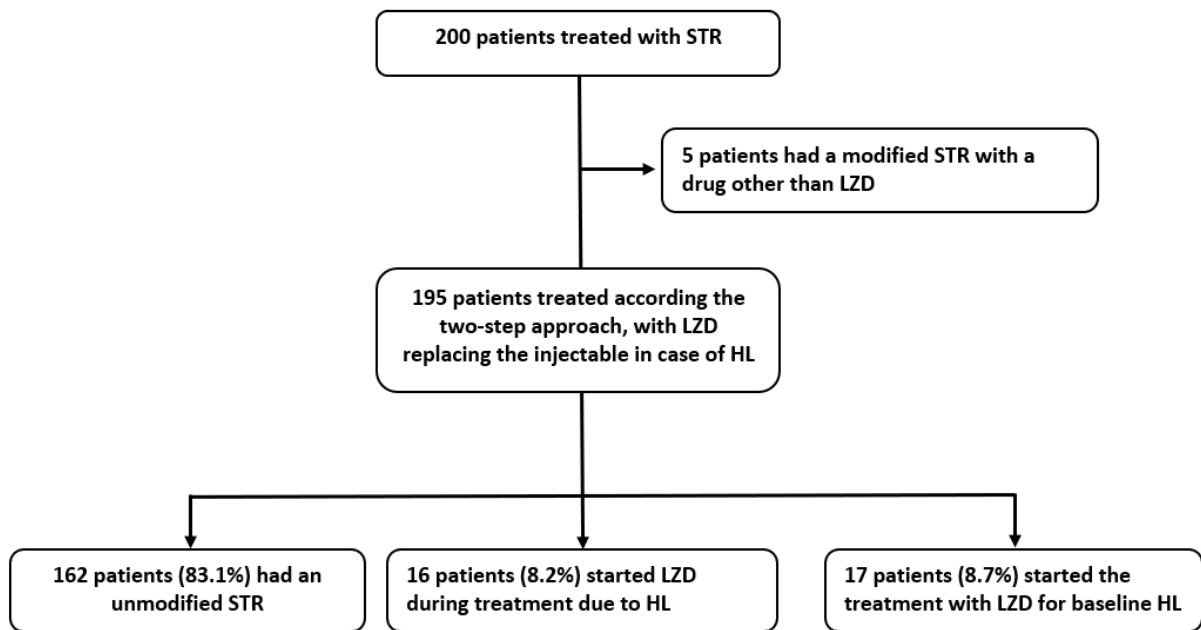 200 patients treated with STR
5 patients had a modified STR with a
drug other than LZD
195 patients treated according the
two-step approach, with LZD
replacing the injectable in case of HL
162 patients (83.1%) had an
unmodified STR
16 patients (8.2%) started LZD
during treatment due to HL
17 patients (8.7%) started the
treatment with LZD for baseline HL